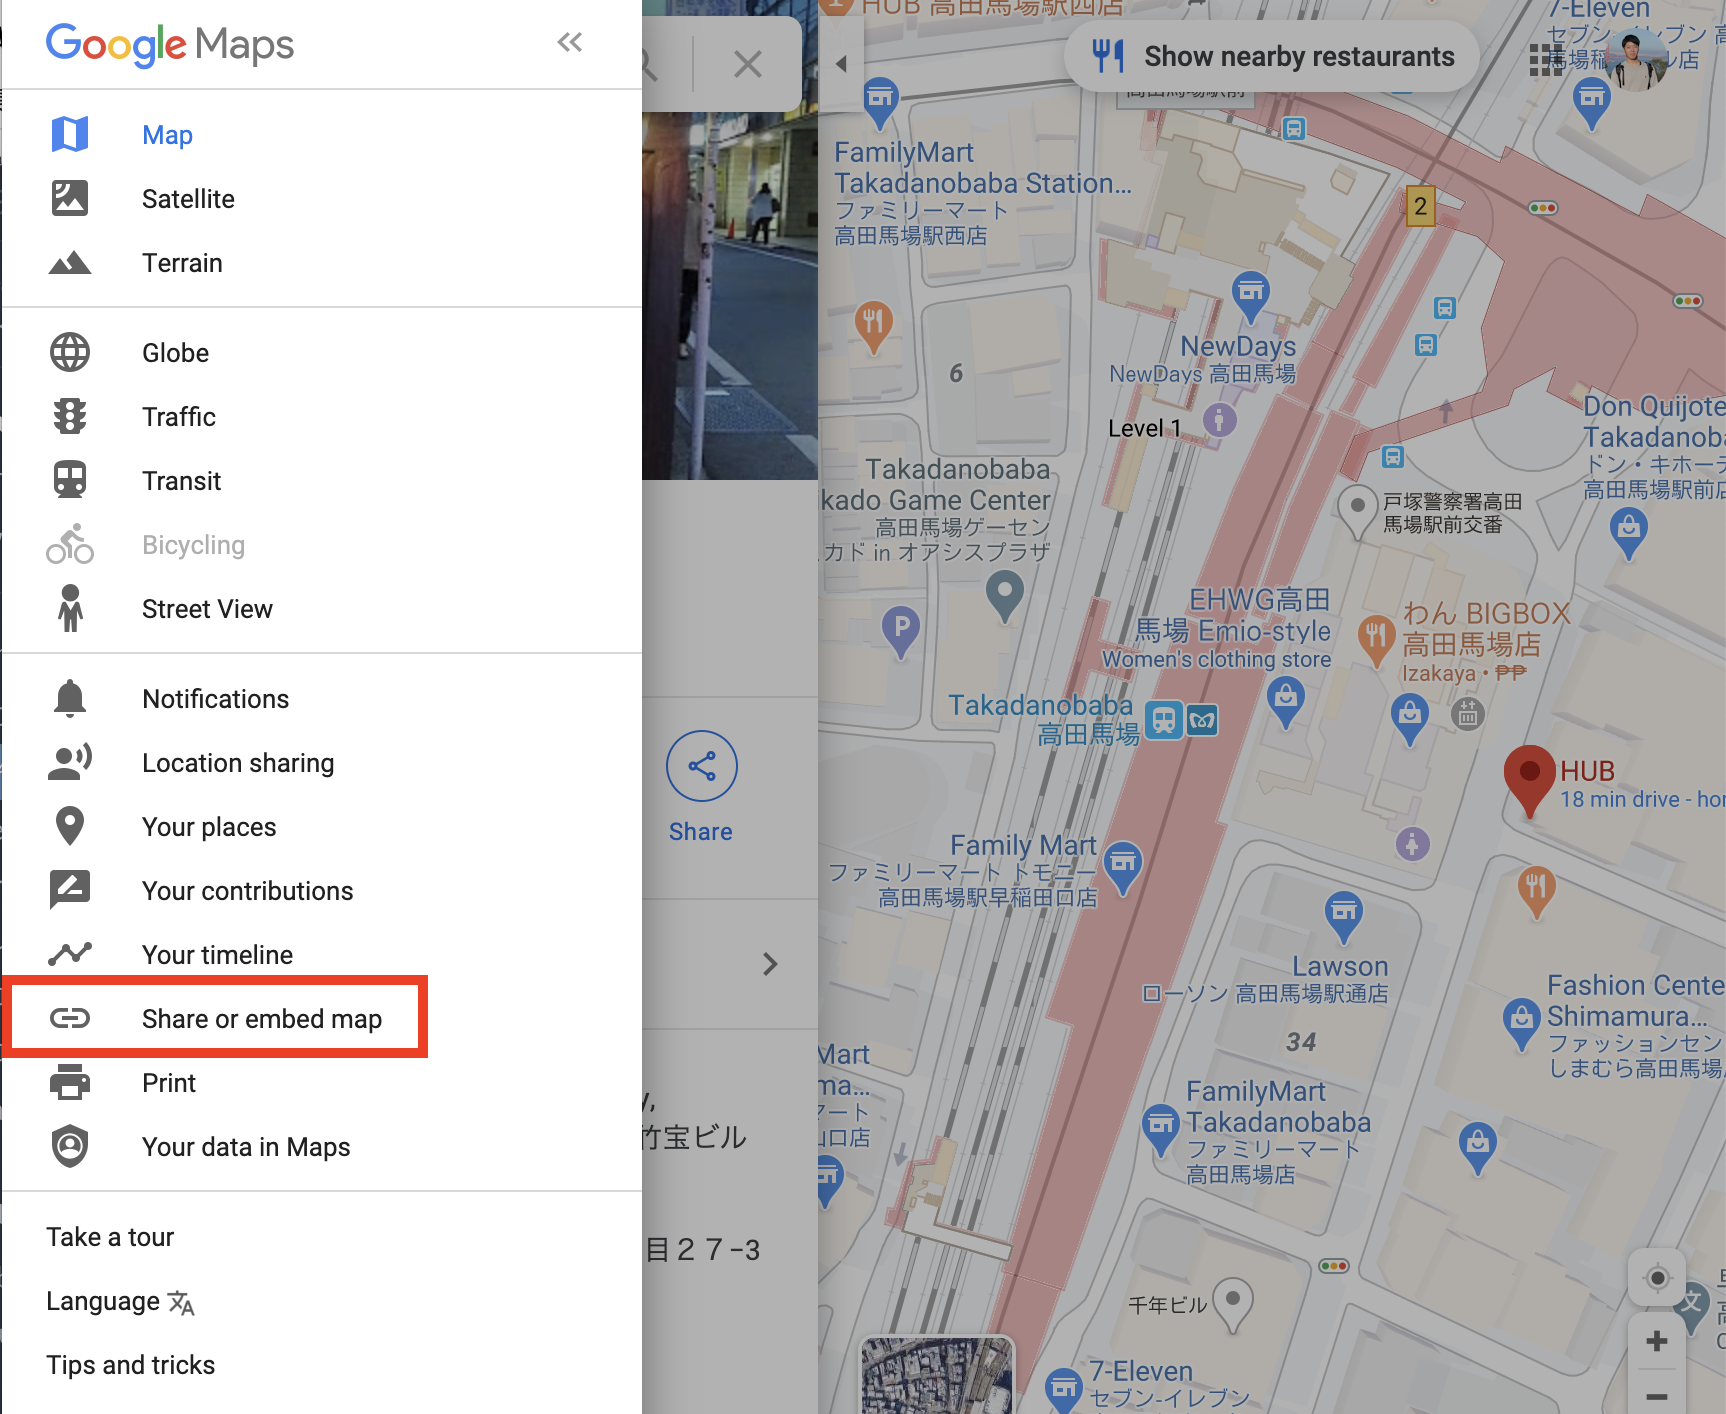 Google Maps
Map
Satellite
Terrain
Globe
Traffic
Transit
Bicycling
Street View
Notifications
Location sharing
Your places
Your contributions
Your timeline
Share or embed map
Print
Your data in Maps
Take a tour
Language
Tips and tricks
Share
竹宝ビル
目２７−3
HUB 高田馬場駅西店
Show nearby restaurants
7-Eleven
セブン-イレブン 高
FamilyMart
Takadanobaba Station...
ファミリーマート
高田馬場駅西店
2
6
NewDays
NewDays 高田馬場
Level 1
Don Quijote
Takadanoba
ドン・キホーテ
高田馬場駅前店
Takadanobaba
kado Game Center
高田馬場ゲーセン
カド in オアシスプラザ
戸塚警察署高田
馬場駅前交番
P
EHWG高田
馬場 Emio-style
Women's clothing store
わん BIGBOX
高田馬場店
Izakaya • ₱₱
Takadanobaba
高田馬場
HUB
18 min drive - hom
Family Mart
ファミリーマート トモニー
高田馬場駅早稲田口店
Lawson
ローソン 高田馬場駅通店
34
Fashion Cente
Shimamura...
ファッションセン
しまむら高田馬場
Mart
ma...
マート
山口店
FamilyMart
Takadanobaba
ファミリーマート
高田馬場店
千年ビル
文
7-Eleven
セブン-イレブン